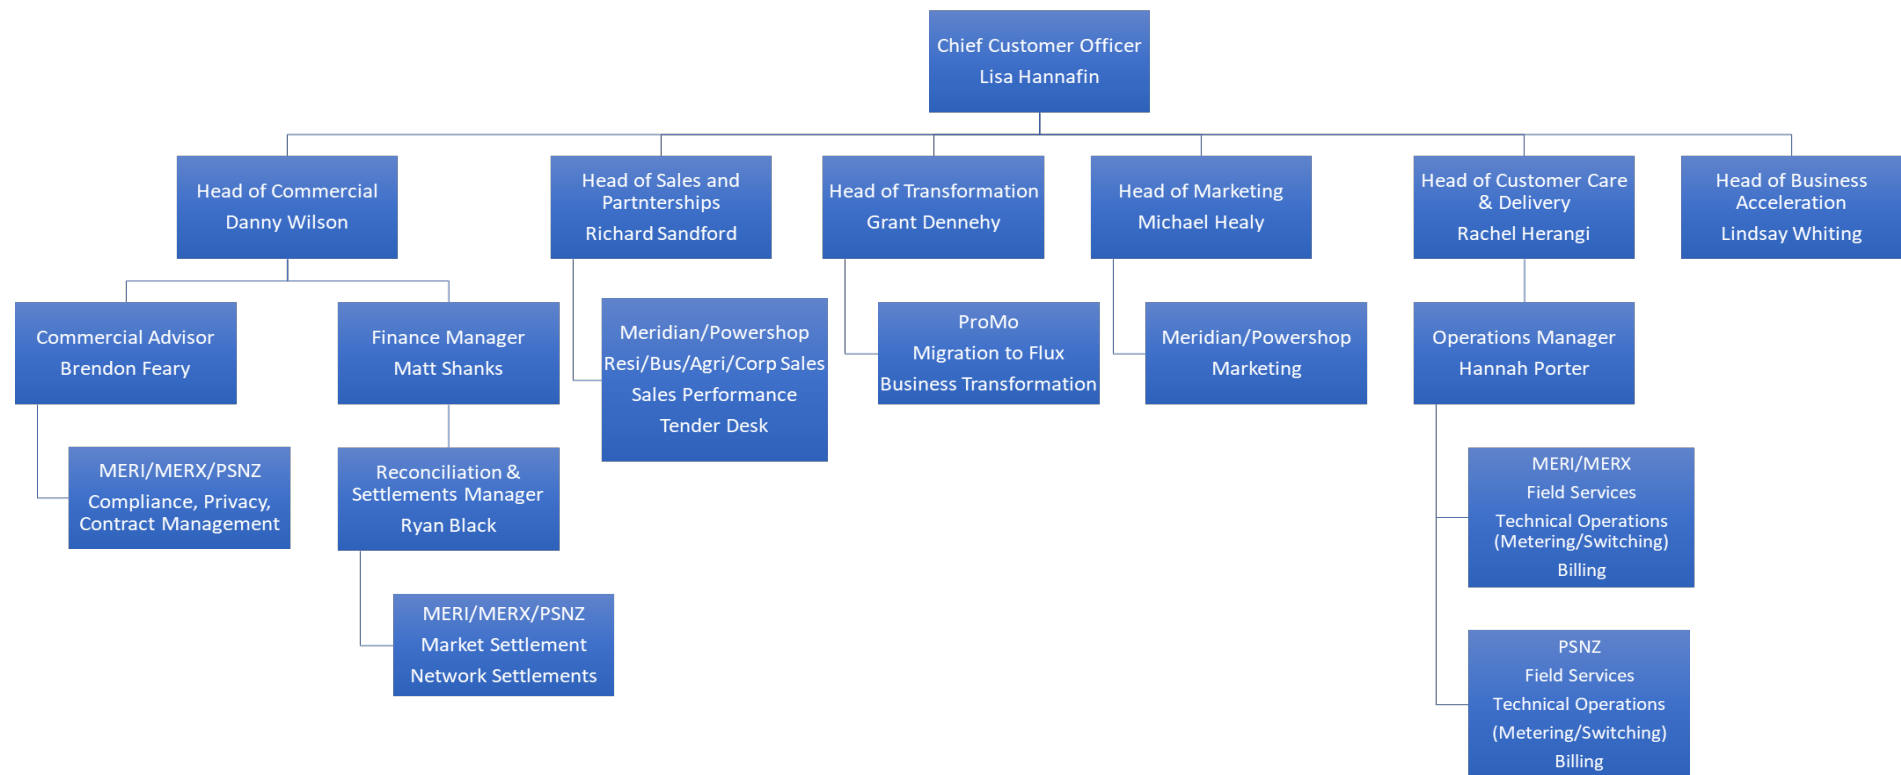 Chief Customer Officer
Lisa Hannafin
Head of Commercial
Danny Wilson
Head of Sales and
Partnterships
Richard Sandford
Head of Transformation
Grant Dennehy
Head of Marketing
Michael Healy
Head of Customer Care
& Delivery
Rachel Herangi
Head of Business
Acceleration
Lindsay Whiting
Commercial Advisor
Brendon Feary
Finance Manager
Matt Shanks
Meridian/Powershop
Resi/Bus/Agri/Corp Sales
Sales Performance
Tender Desk
ProMo
Migration to Flux
Business Transformation
Meridian/Powershop
Marketing
Operations Manager
Hannah Porter
MERI/MERX/PSNZ
Compliance, Privacy,
Contract Management
Reconciliation &
Settlements Manager
Ryan Black
MERI/MERX
Field Services
Technical Operations
(Metering/Switching)
Billing
MERI/MERX/PSNZ
Market Settlement
Network Settlements
PSNZ
Field Services
Technical Operations
(Metering/Switching)
Billing